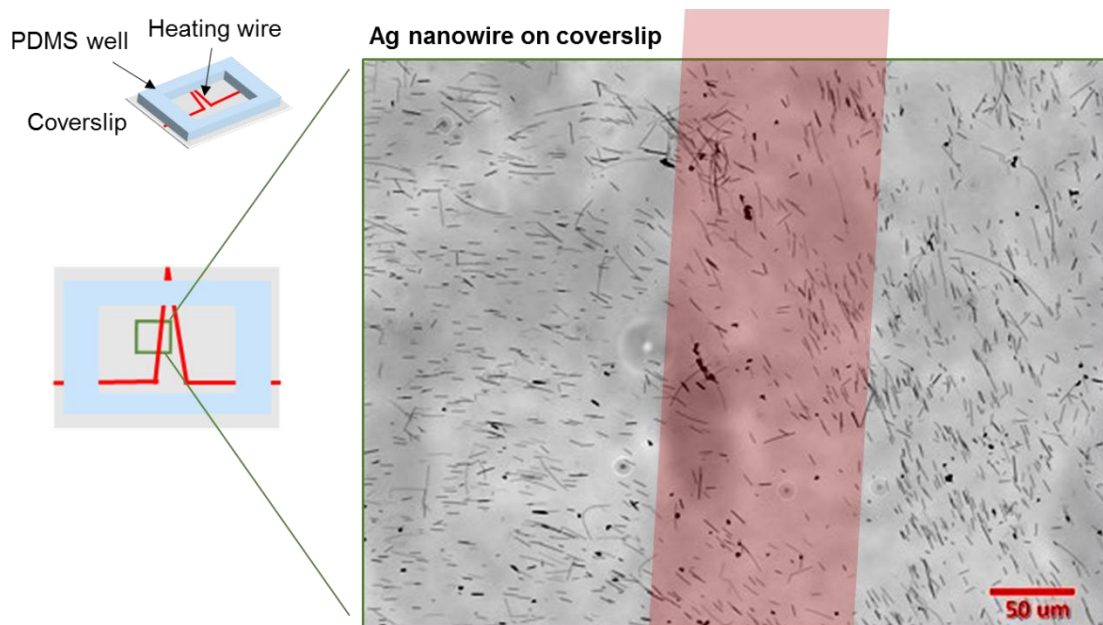 Heating wire
PDMS well
Coverslip
Ag nanowire on coverslip
50 um